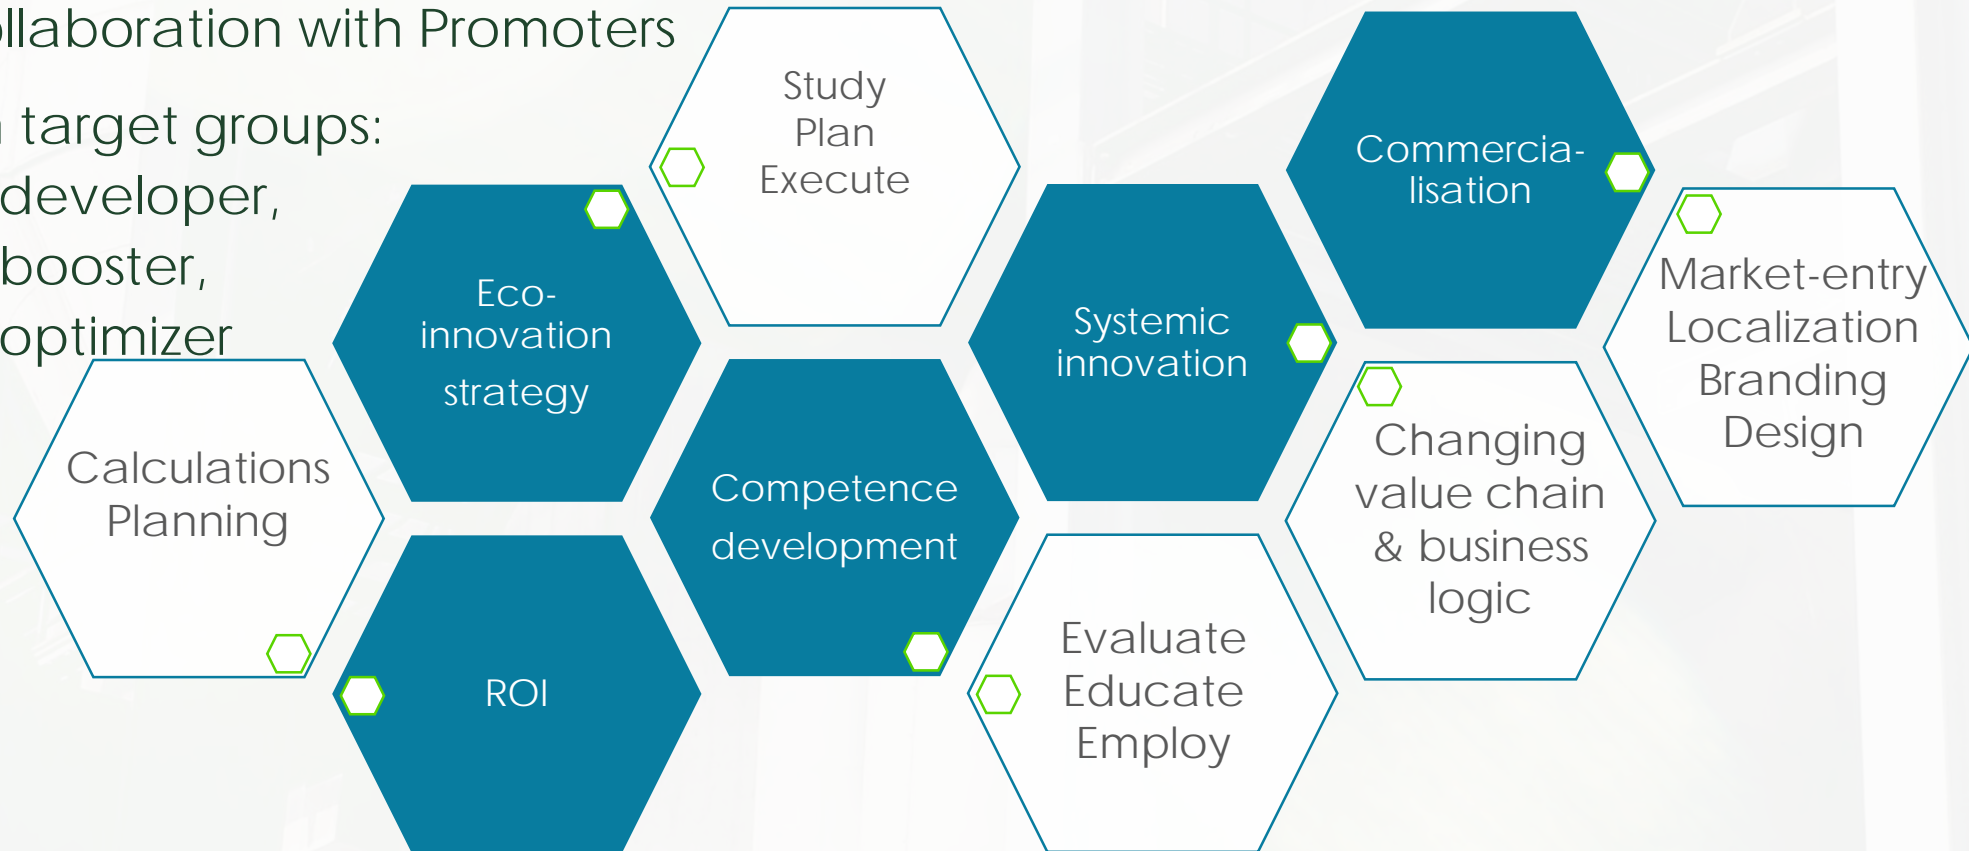 ollaboration with Promoters
target groups:
developer,
booster,
optimizer
Study
Plan
Execute
Commercia-
lisation
Eco-
innovation
strategy
Systemic
innovation
Market-entry
Localization
Branding
Design
Calculations
Planning
Competence
development
Changing
value chain
& business
logic
ROI
Evaluate
Educate
Employ